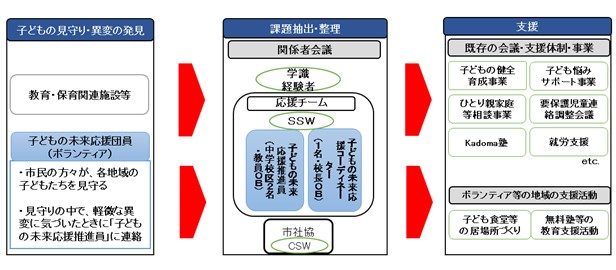 子どもの見守り・異変の発見
教育・保育関連施設等
子どもの未来応援団員
（ボランティア）
・市民の方々が、各地域の
子どもたちを見守る
・見守りの中で、軽微な異
変に気づいたときに「子ども
の未来応援推進員」に連絡
課題抽出・整理
関係者会議
学識
経験者
応援チーム
SSW
子どもの未来応
援コーディネー
ター
（1名・校長OB）
子どもの未来
応援推進員
（中学校区2名
・教員OB）
市社協
CSW
支援
既存の会議・支援体制・事業
子どもの健全
育成事業
子ども悩み
サポート事業
ひとり親家庭
等相談事業
要保護児童連
絡調整会議
Kadoma塾
就労支援
etc.
ボランティア等の地域の支援活動
子ども食堂等
の居場所づくり
無料塾等の
教育支援活動